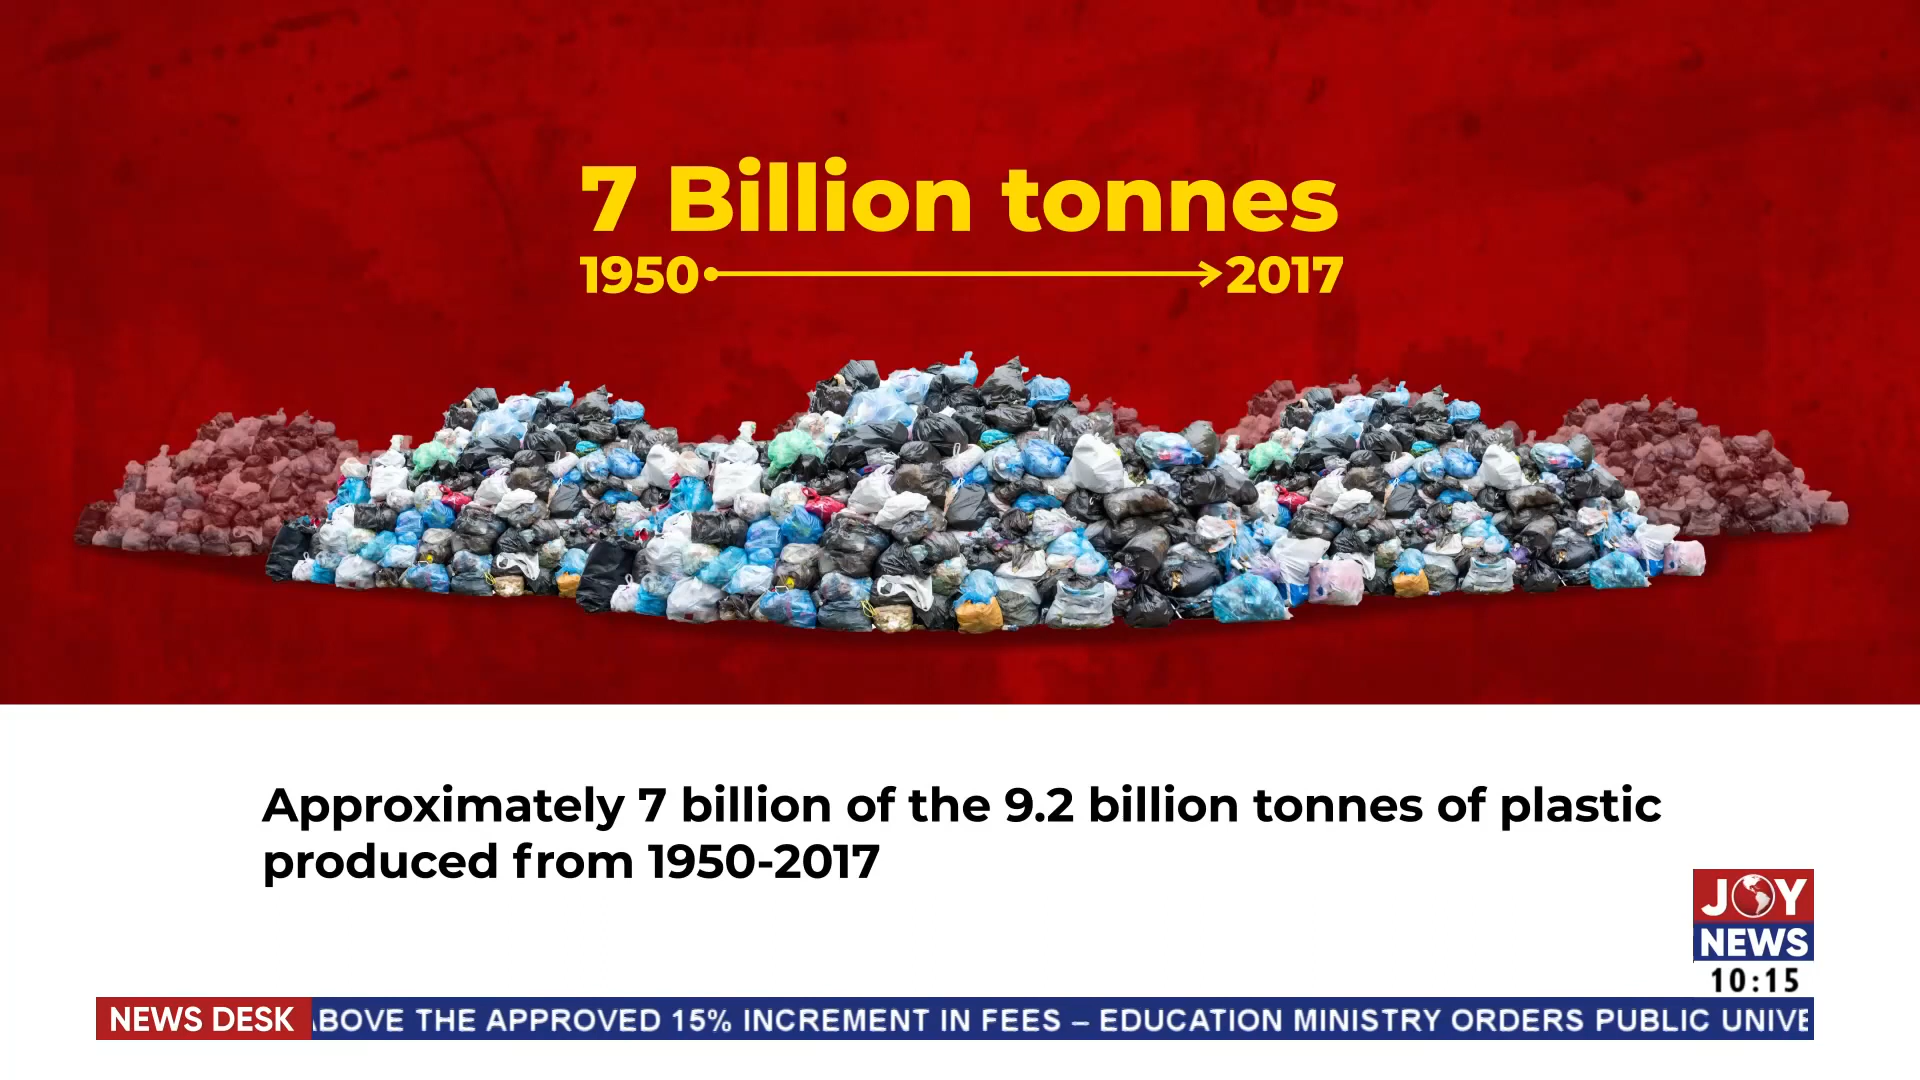 7 Billion tonnes
1950 2017
Approximately 7 billion of the 9.2 billion tonnes of plastic
produced from 1950-2017
JOY
NEWS
10:15
NEWS DESK
ABOVE THE APPROVED 15% INCREMENT IN FEES – EDUCATION MINISTRY ORDERS PUBLIC UNIVE